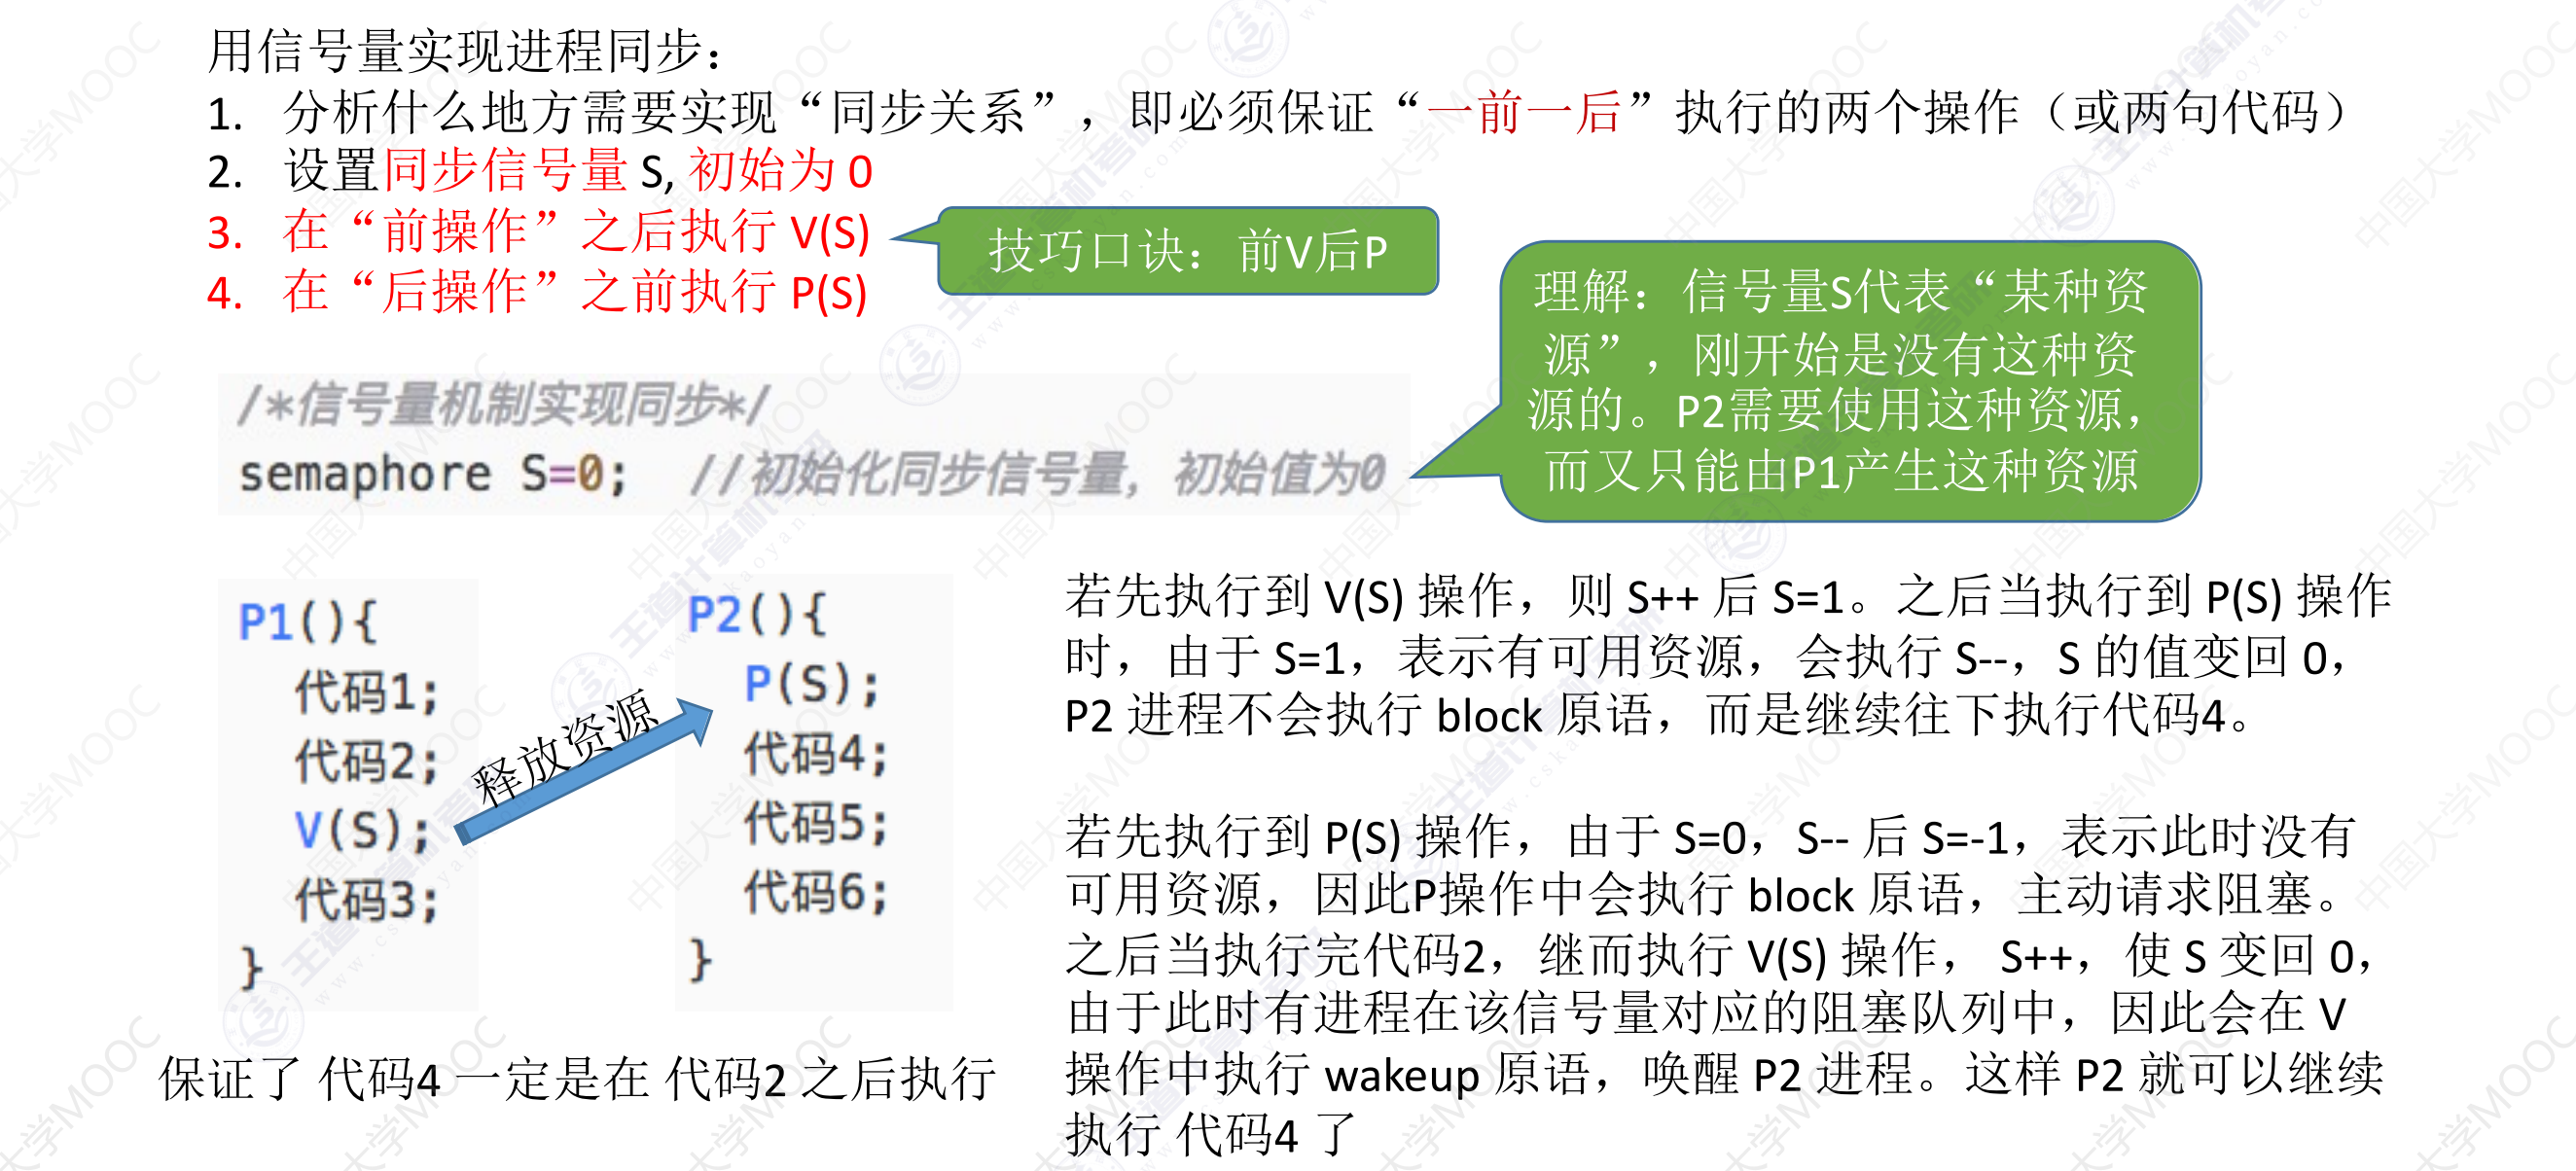 用信号量实现进程同步：
1. 分析什么地方需要实现“同步关系”，即必须保证“一前一后”执行的两个操作（或两句代码）
2. 设置同步信号量 S, 初始为 0
3. 在“前操作”之后执行 V(S)
4. 在“后操作”之前执行 P(S)
技巧口诀：前V后P
理解：信号量S代表“某种资
源”，刚开始是没有这种资
源的。P2需要使用这种资源，
而又只能由P1产生这种资源
/*信号量机制实现同步*/
semaphore S=0; //初始化同步信号量，初始值为0
P1(){
代码1;
代码2;
V(S);
代码3;
}
释放资源
P2(){
P(S);
代码4;
代码5;
代码6;
}
保证了 代码4 一定是在 代码2 之后执行
若先执行到 V(S) 操作，则 S++ 后 S=1。之后当执行到 P(S) 操作
时，由于 S=1，表示有可用资源，会执行 S--，S 的值变回 0，
P2 进程不会执行 block 原语，而是继续往下执行代码4。
若先执行到 P(S) 操作，由于 S=0，S-- 后 S=-1，表示此时没有
可用资源，因此P操作中会执行 block 原语，主动请求阻塞。
之后当执行完代码2，继而执行 V(S) 操作， S++，使 S 变回 0，
由于此时有进程在该信号量对应的阻塞队列中，因此会在 V
操作中执行 wakeup 原语，唤醒 P2 进程。这样 P2 就可以继续
执行 代码4 了
中国大学MOOC
王道计算机考研
www.cskaoyan.com